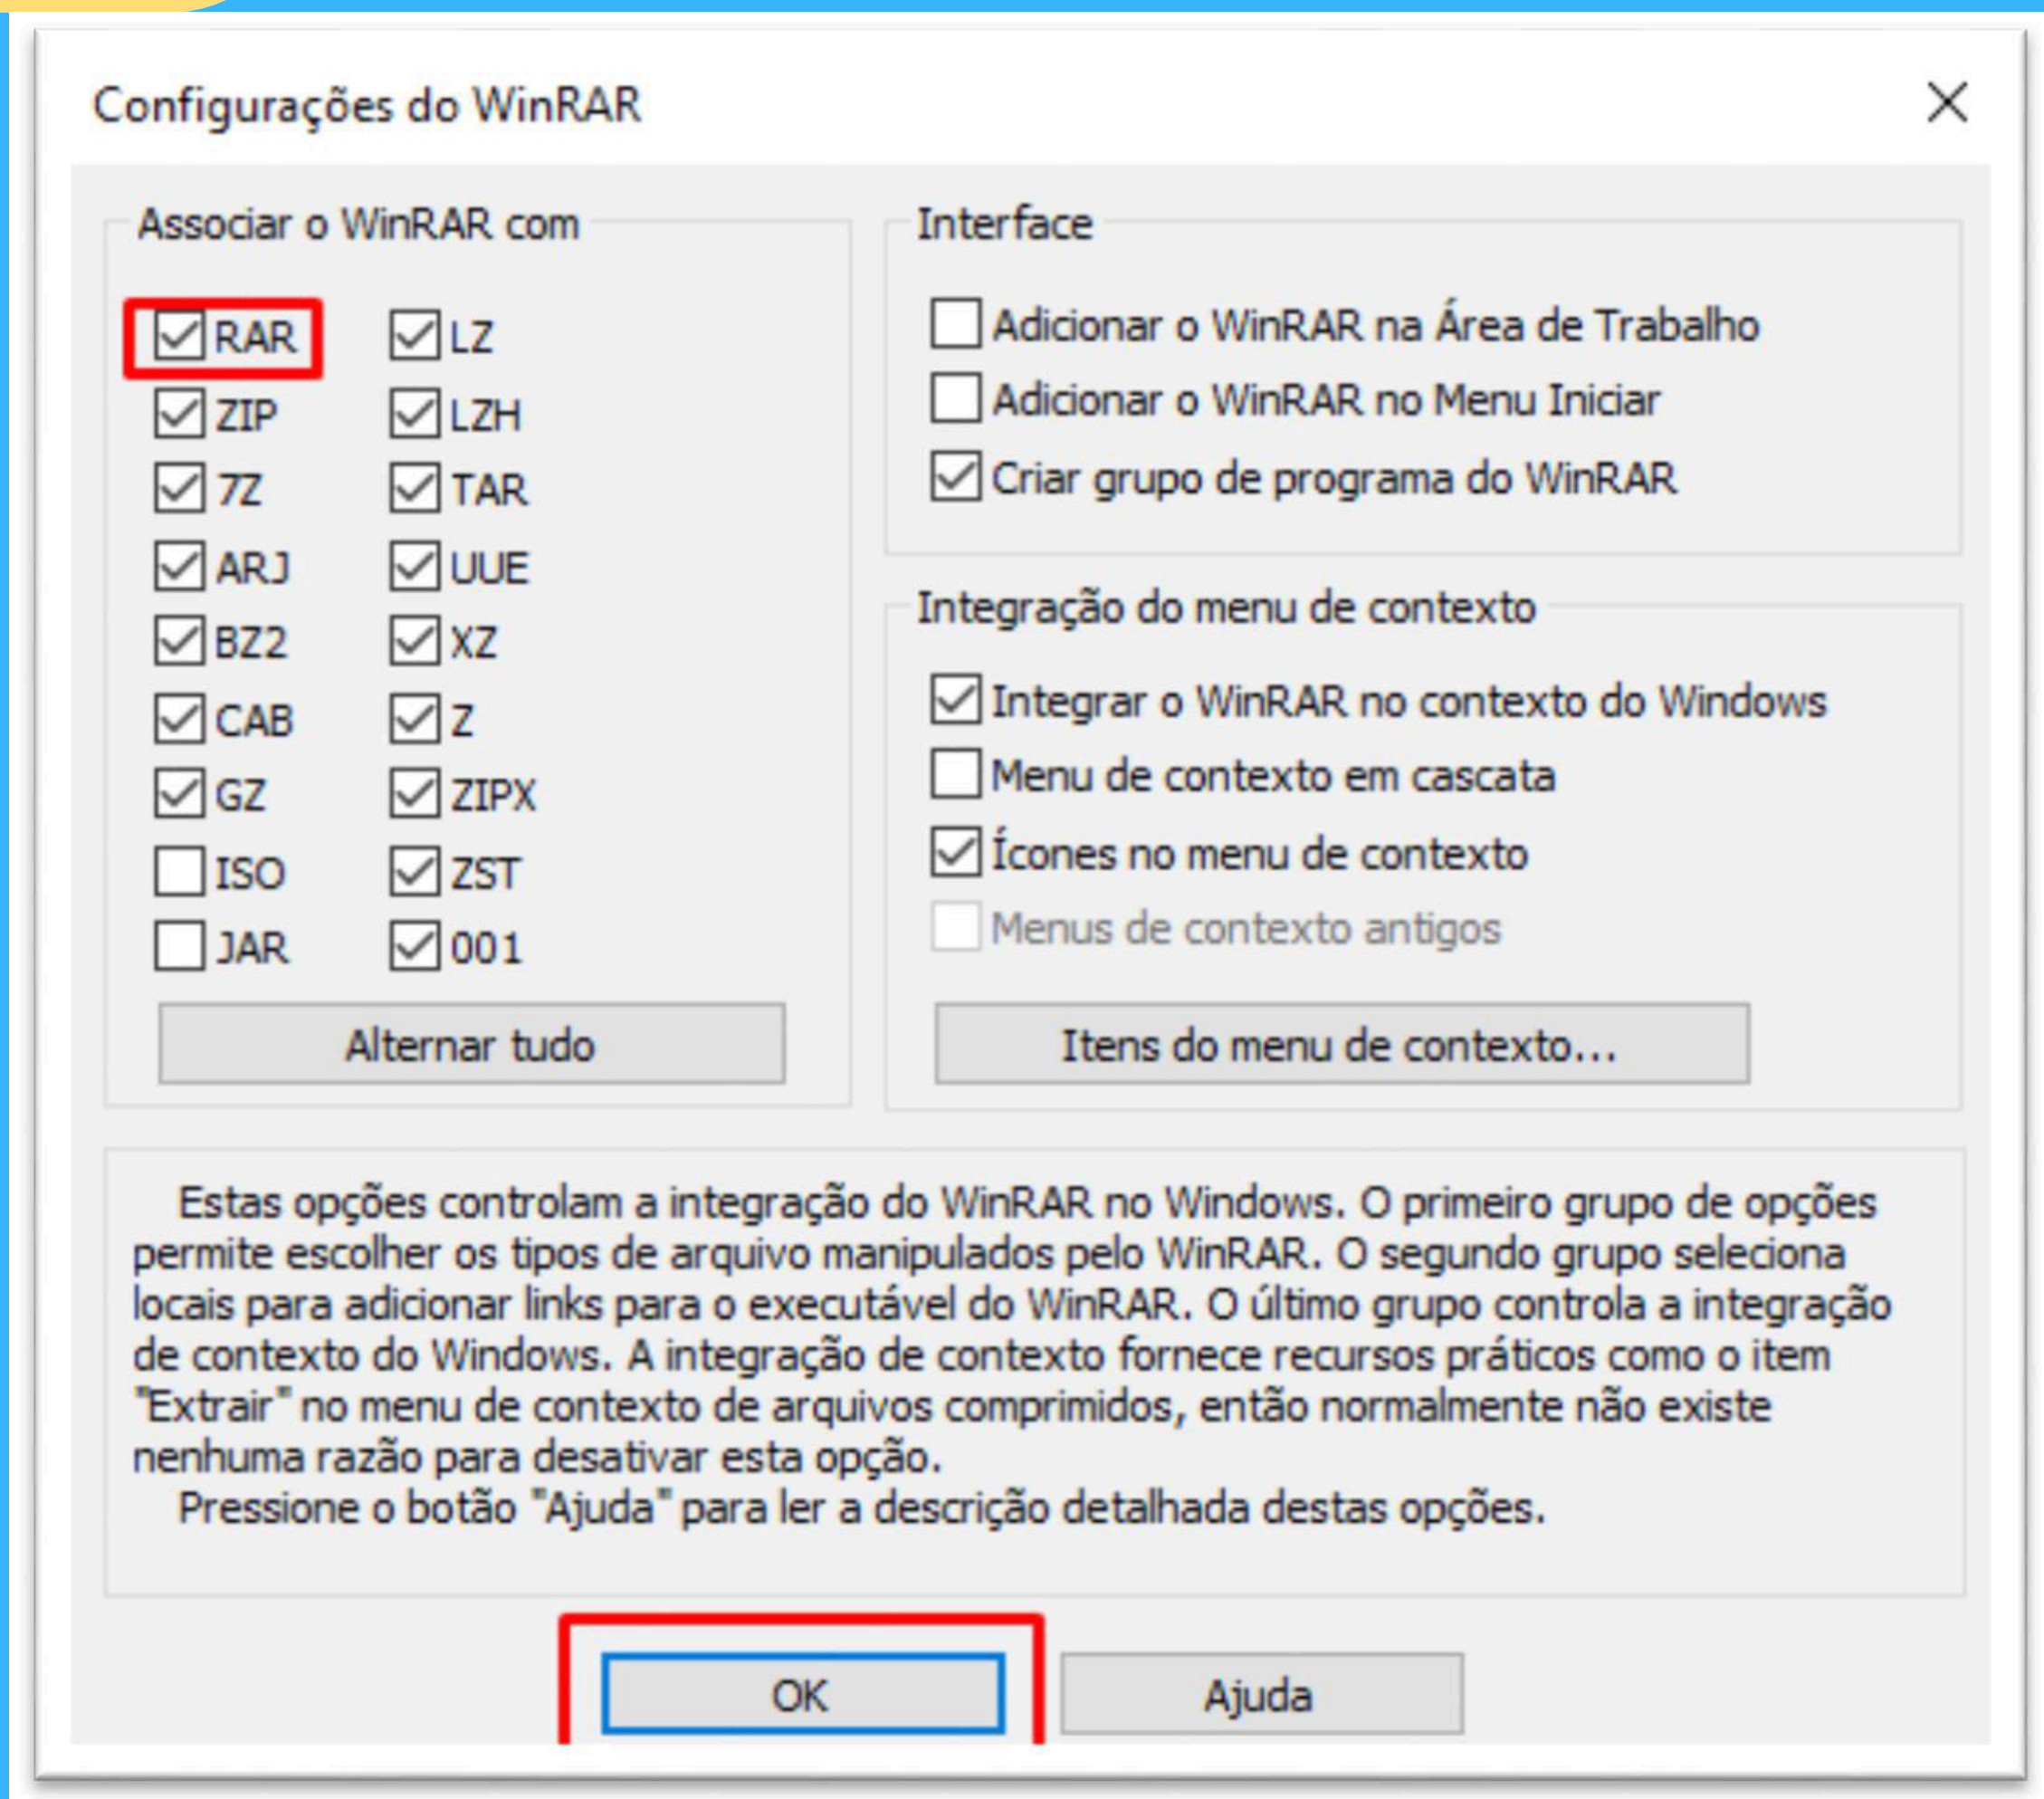 Configurações do WinRAR
Associar o WinRAR com
RAR
LZ
ZIP
LZH
7Z
TAR
ARJ
UUE
BZ2
XZ
CAB
Z
GZ
ZIPX
ISO
ZST
JAR
001
Alternar tudo
Interface
Adicionar o WinRAR na Área de Trabalho
Adicionar o WinRAR no Menu Iniciar
Criar grupo de programa do WinRAR
Integração do menu de contexto
Integrar o WinRAR no contexto do Windows
Menu de contexto em cascata
Ícones no menu de contexto
Menus de contexto antigos
Itens do menu de contexto...
Estas opções controlam a integração do WinRAR no Windows. O primeiro grupo de opções
permite escolher os tipos de arquivo manipulados pelo WinRAR. O segundo grupo seleciona
locais para adicionar links para o executável do WinRAR. O último grupo controla a integração
de contexto do Windows. A integração de contexto fornece recursos práticos como o item
"Extrair" no menu de contexto de arquivos comprimidos, então normalmente não existe
nenhuma razão para desativar esta opção.
Pressione o botão "Ajuda" para ler a descrição detalhada destas opções.
OK
Ajuda